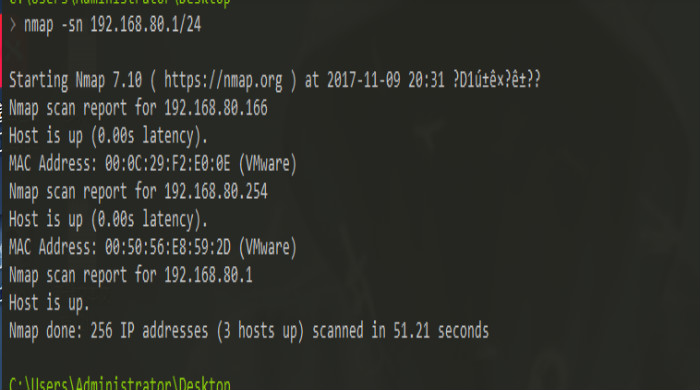 C:\Users\Administrator\Desktop
> nmap -sn 192.168.80.1/24
Starting Nmap 7.10 ( https://nmap.org ) at 2017-11-09 20:31 ?D1ú±ê×?ê±??
Nmap scan report for 192.168.80.166
Host is up (0.00s latency).
MAC Address: 00:0C:29:F2:E0:0E (VMware)
Nmap scan report for 192.168.80.254
Host is up (0.00s latency).
MAC Address: 00:50:56:E8:59:2D (VMware)
Nmap scan report for 192.168.80.1
Host is up.
Nmap done: 256 IP addresses (3 hosts up) scanned in 51.21 seconds
C:\Users\Administrator\Desktop